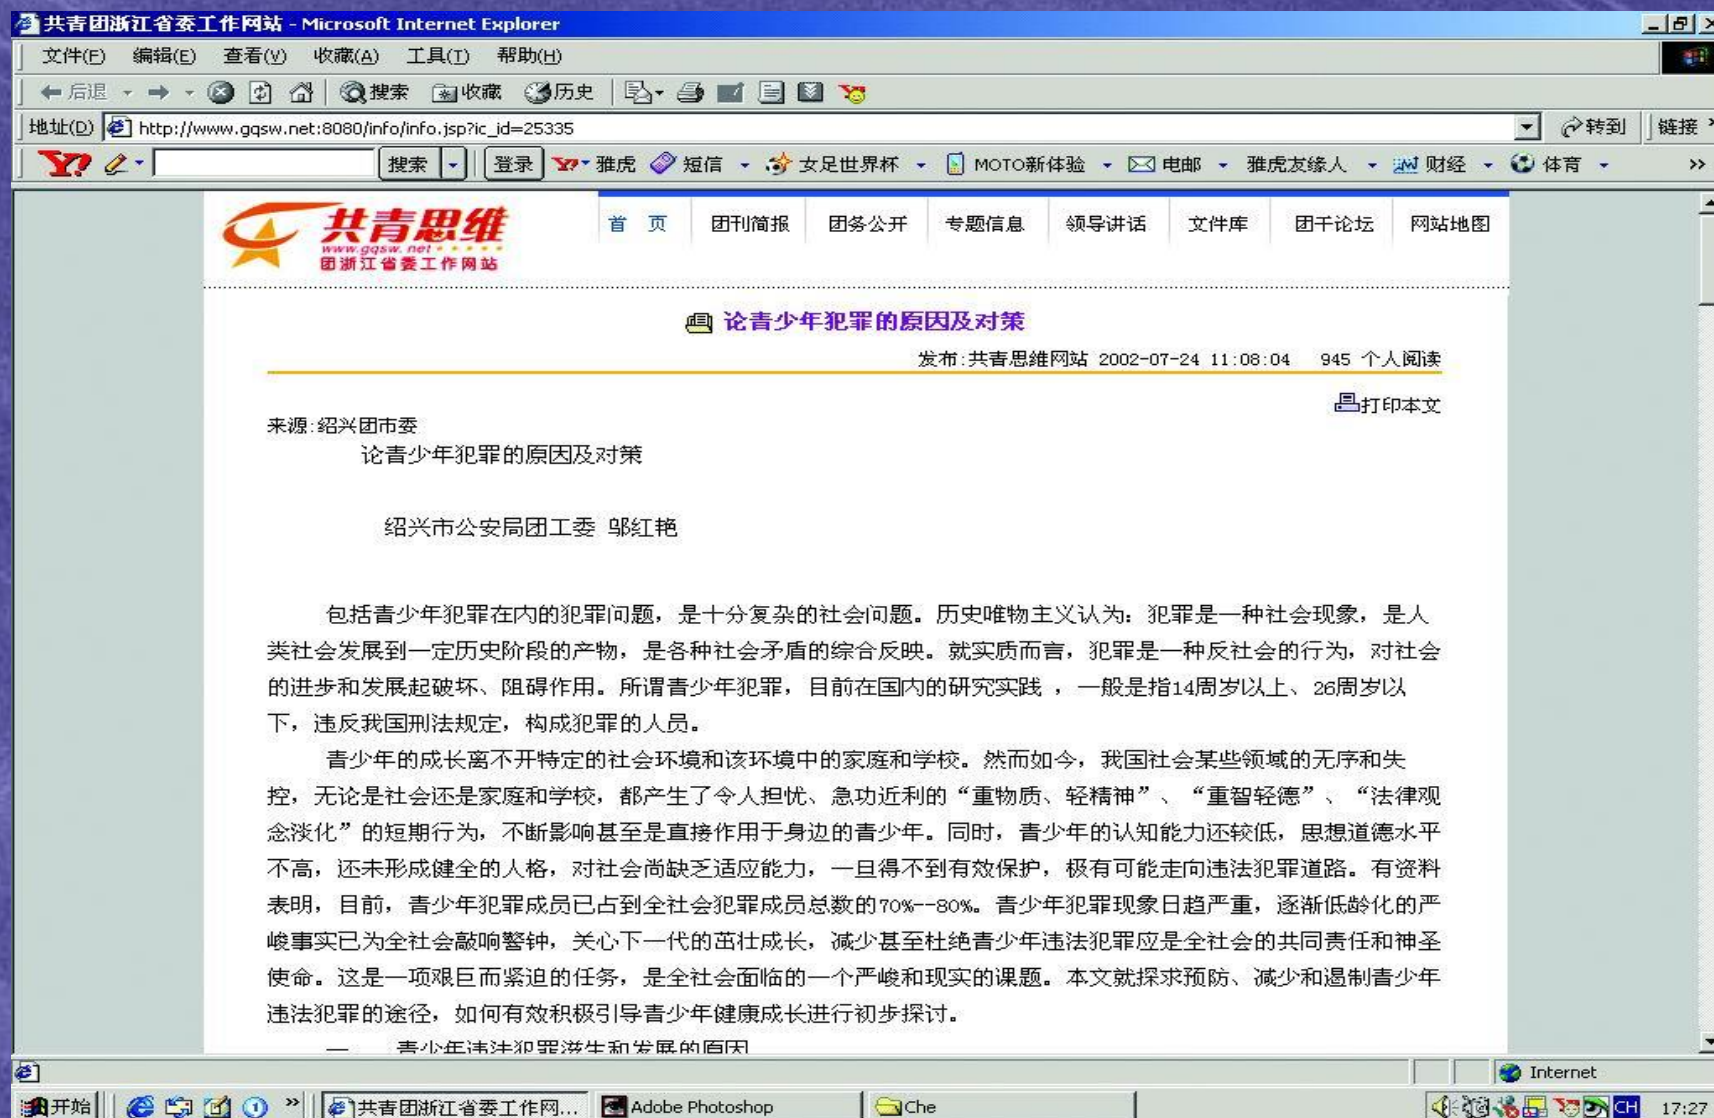 共青团浙江省委工作网站 - Microsoft Internet Explorer
文件(F) 编辑(E) 查看(V) 收藏(A) 工具(T) 帮助(H)
后退 搜索 收藏 历史
地址(D) http://www.gqsw.net:8080/info/info.jsp?ic_id=25335 转到 链接
Y? 搜索 登录 雅虎 短信 女足世界杯 MOTO新体验 电邮 雅虎友缘人 财经 体育
共青思维
www.gqsw.net
团浙江省委工作网站
首 页 团刊简报 团务公开 专题信息 领导讲话 文件库 团干论坛 网站地图
论青少年犯罪的原因及对策
发布:共青思维网站 2002-07-24 11:08:04 945 个人阅读
打印本文
来源:绍兴团市委
论青少年犯罪的原因及对策
绍兴市公安局团工委 邬红艳
包括青少年犯罪在内的犯罪问题，是十分复杂的社会问题。历史唯物主义认为：犯罪是一种社会现象，是人
类社会发展到一定历史阶段的产物，是各种社会矛盾的综合反映。就实质而言，犯罪是一种反社会的行为，对社会
的进步和发展起破坏、阻碍作用。所谓青少年犯罪，目前在国内的研究实践 ，一般是指14周岁以上、26周岁以
下，违反我国刑法规定，构成犯罪的人员。
青少年的成长离不开特定的社会环境和该环境中的家庭和学校。然而如今，我国社会某些领域的无序和失
控，无论是社会还是家庭和学校，都产生了令人担忧、急功近利的“重物质、轻精神”、“重智轻德”、“法律观
念淡化”的短期行为，不断影响甚至是直接作用于身边的青少年。同时，青少年的认知能力还较低，思想道德水平
不高，还未形成健全的人格，对社会尚缺乏适应能力，一旦得不到有效保护，极有可能走向违法犯罪道路。有资料
表明，目前，青少年犯罪成员已占到全社会犯罪成员总数的70%--80%。青少年犯罪现象日趋严重，逐渐低龄化的严
峻事实已为全社会敲响警钟，关心下一代的茁壮成长，减少甚至杜绝青少年违法犯罪应是全社会的共同责任和神圣
使命。这是一项艰巨而紧迫的任务，是全社会面临的一个严峻和现实的课题。本文就探求预防、减少和遏制青少年
违法犯罪的途径，如何有效积极引导青少年健康成长进行初步探讨。
一 青少年违法犯罪滋生和发展的原因
Internet
开始 共青团浙江省委工作网... Adobe Photoshop Che CH 17:27